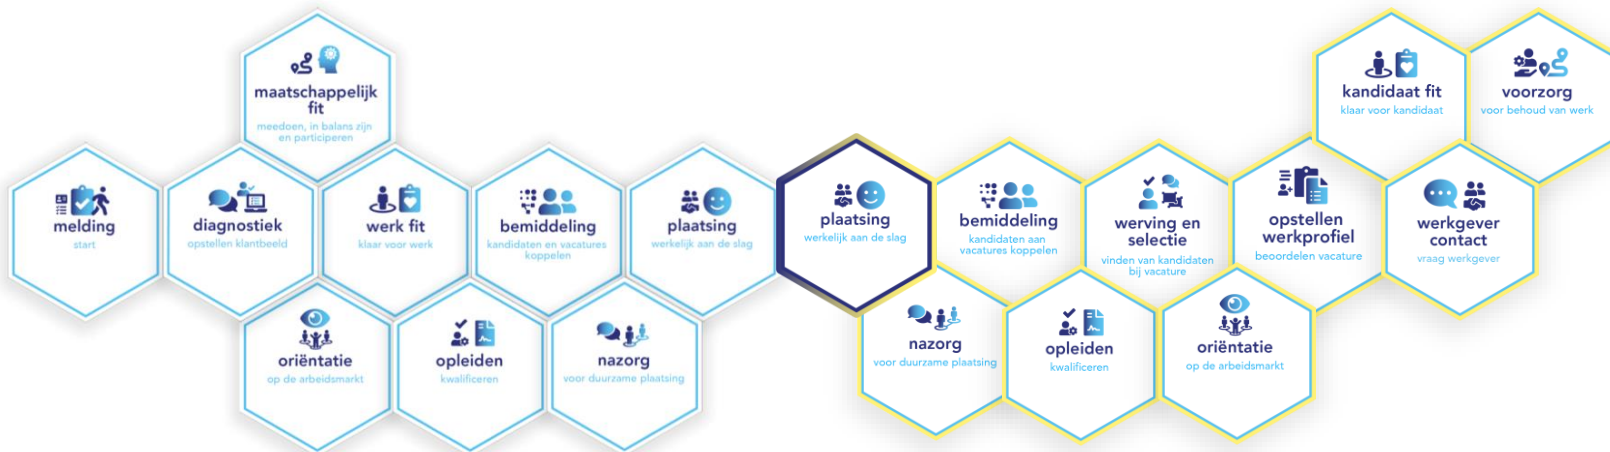 maatschappelijk
fit
meedoen, in balans zijn
en participeren
melding
start
diagnostiek
opstellen klantbeeld
werk fit
klaar voor werk
bemiddeling
kandidaten en vacatures
koppelen
plaatsing
werkelijk aan de slag
oriëntatie
op de arbeidsmarkt
opleiden
kwalificeren
nazorg
voor duurzame plaatsing
kandidaat fit
klaar voor kandidaat
voorzorg
voor behoud van werk
plaatsing
werkelijk aan de slag
bemiddeling
kandidaten aan
vacatures koppelen
werving en
selectie
vinden van kandidaten
bij vacature
opstellen
werkprofiel
beoordelen vacature
werkgever
contact
vraag werkgever
nazorg
voor duurzame plaatsing
opleiden
kwalificeren
oriëntatie
op de arbeidsmarkt